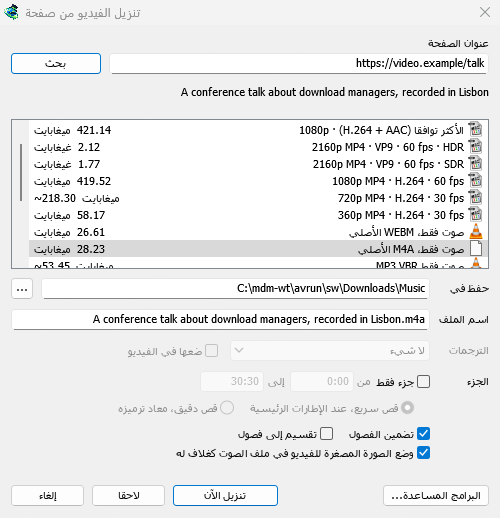 تنزيل الفيديو من صفحة
عنوان الصفحة
https://video.example/talk بحث
A conference talk about download managers, recorded in Lisbon
الأكثر توافقا (H.264 + AAC) · 1080p 421.14 ميغابايت
2160p MP4 · VP9 · 60 fps · HDR 2.12 غيغابايت
2160p MP4 · VP9 · 60 fps · SDR 1.77 غيغابايت
1080p MP4 · H.264 · 60 fps 419.52 ميغابايت
720p MP4 · H.264 · 30 fps ~218.30 ميغابايت
360p MP4 · H.264 · 30 fps 58.17 ميغابايت
صوت فقط، WEBM الأصلي 26.61 ميغابايت
صوت فقط، M4A الأصلي 28.23 ميغابايت
صوت فقط، MP3 VBR ~53.45 ميغابايت
حفظ في C:\mdm-wt\avrun\sw\Downloads\Music ...
اسم الملف A conference talk about download managers, recorded in Lisbon.m4a
الترجمات لا شيء ضعها في الفيديو
الجزء جزء فقط من 0:00 إلى 30:30
قص سريع، عند الإطارات الرئيسية قص دقيق، معاد ترميزه
تضمين الفصول تقسيم إلى فصول
وضع الصورة المصغرة للفيديو في ملف الصوت كغلاف له
البرامج المساعدة... تنزيل الآن لاحقا إلغاء